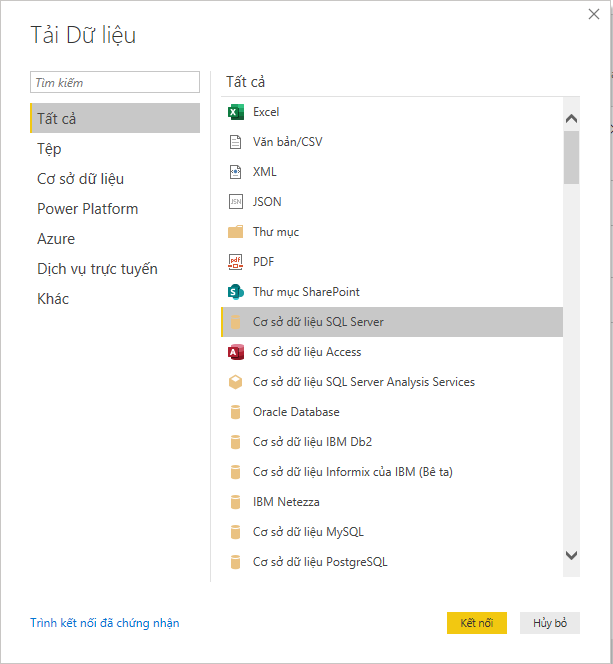 Tải Dữ liệu
Tìm kiếm
Tất cả
Tệp
Cơ sở dữ liệu
Power Platform
Azure
Dịch vụ trực tuyến
Khác
Tất cả
Excel
Văn bản/CSV
XML
JSON
Thư mục
PDF
Thư mục SharePoint
Cơ sở dữ liệu SQL Server
Cơ sở dữ liệu Access
Cơ sở dữ liệu SQL Server Analysis Services
Oracle Database
Cơ sở dữ liệu IBM Db2
Cơ sở dữ liệu Informix của IBM (Bê ta)
IBM Netezza
Cơ sở dữ liệu MySQL
Cơ sở dữ liệu PostgreSQL
Trình kết nối đã chứng nhận
Kết nối
Hủy bỏ